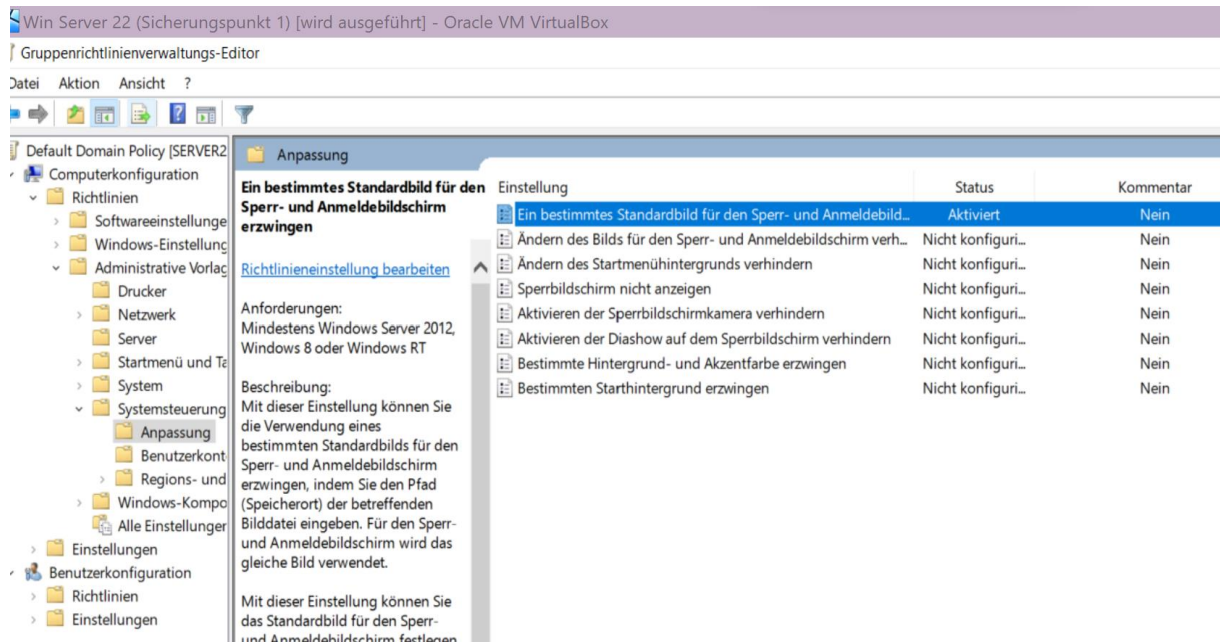 Win Server 22 (Sicherungspunkt 1) [wird ausgeführt] - Oracle VM VirtualBox
Gruppenrichtlinienverwaltungs-Editor
Datei Aktion Ansicht ?
Default Domain Policy [SERVER2
Computerkonfiguration
Richtlinien
Softwareeinstellunge
Windows-Einstellung
Administrative Vorlag
Drucker
Netzwerk
Server
Startmenü und Ta
System
Systemsteuerung
Anpassung
Benutzerkont
Regions- und
Windows-Kompo
Alle Einstellunger
Einstellungen
Benutzerkonfiguration
Richtlinien
Einstellungen
Anpassung
Ein bestimmtes Standardbild für den
Sperr- und Anmeldebildschirm
erzwingen
Richtlinieneinstellung bearbeiten
Anforderungen:
Mindestens Windows Server 2012,
Windows 8 oder Windows RT
Beschreibung:
Mit dieser Einstellung können Sie
die Verwendung eines
bestimmten Standardbilds für den
Sperr- und Anmeldebildschirm
erzwingen, indem Sie den Pfad
(Speicherort) der betreffenden
Bilddatei eingeben. Für den Sperr-
und Anmeldebildschirm wird das
gleiche Bild verwendet.
Mit dieser Einstellung können Sie
das Standardbild für den Sperr-
und Anmeldebildschirm festlegen
Einstellung Status Kommentar
Ein bestimmtes Standardbild für den Sperr- und Anmeldebild... Aktiviert Nein
Ändern des Bilds für den Sperr- und Anmeldebildschirm verh... Nicht konfiguri... Nein
Ändern des Startmenühintergrunds verhindern Nicht konfiguri... Nein
Sperrbildschirm nicht anzeigen Nicht konfiguri... Nein
Aktivieren der Sperrbildschirmkamera verhindern Nicht konfiguri... Nein
Aktivieren der Diashow auf dem Sperrbildschirm verhindern Nicht konfiguri... Nein
Bestimmte Hintergrund- und Akzentfarbe erzwingen Nicht konfiguri... Nein
Bestimmten Starthintergrund erzwingen Nicht konfiguri... Nein